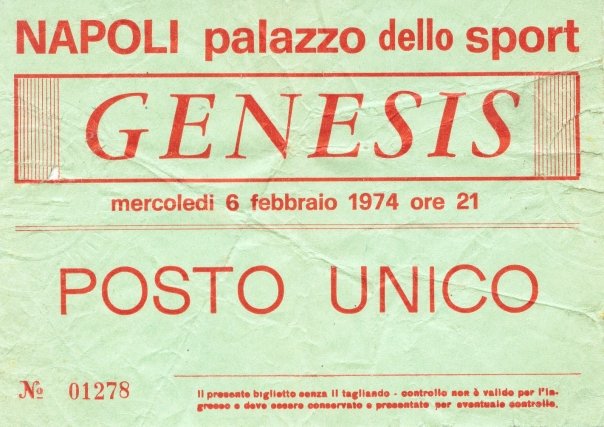 NAPOLI palazzo dello sport
GENESIS
mercoledi 6 febbraio 1974 ore 21
POSTO UNICO
№ 01278
Il presente biglietto senza il tagliando - controllo non è valido per l'in-
gresso e deve essere conservato e presentato per eventuale controllo.